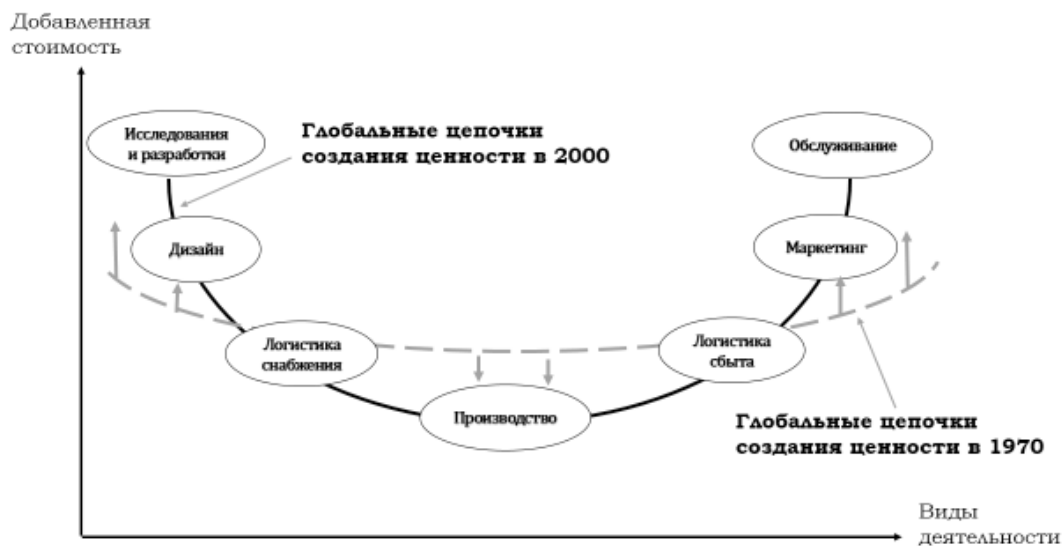 Добавленная
стоимость
Исследования
и разработки
Глобальные цепочки
создания ценности в 2000
Обслуживание
Дизайн
Маркетинг
Логистика
снабжения
Логистика
сбыта
Производство
Глобальные цепочки
создания ценности в 1970
Виды
деятельности